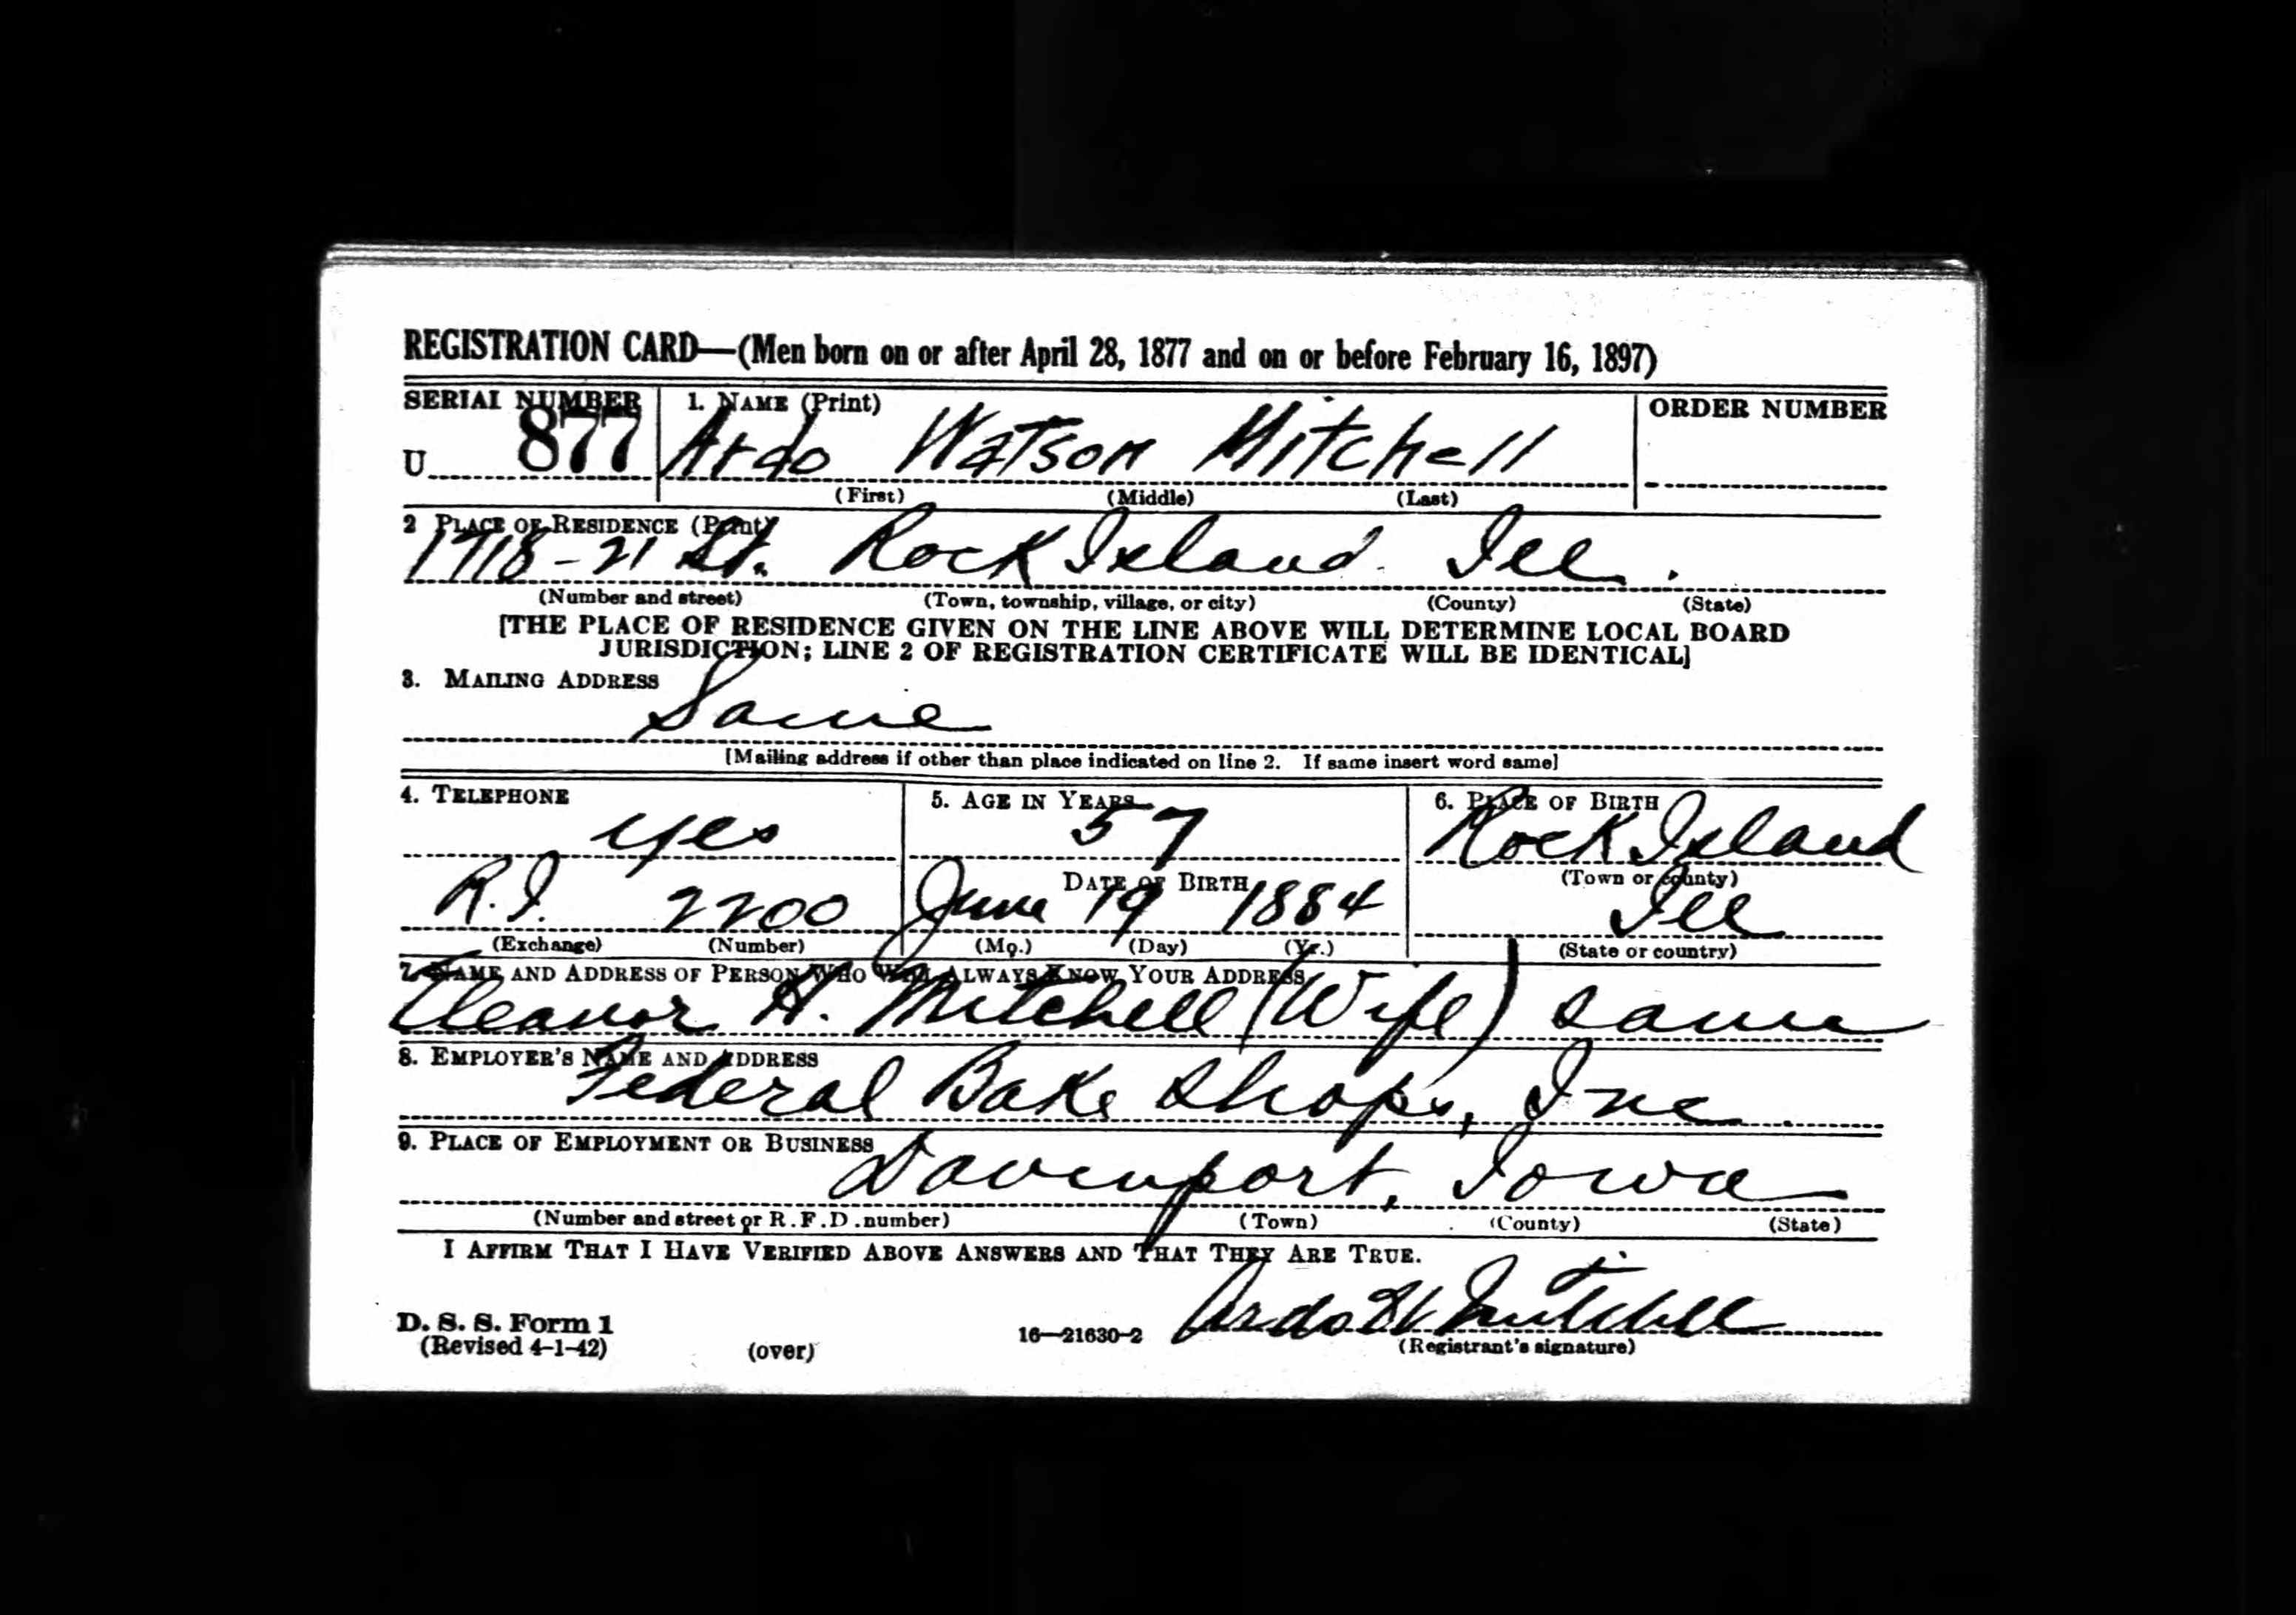 REGISTRATION CARD—(Men born on or after April 28, 1877 and on or before February 16, 1897)
SERIAL NUMBER
1. NAME (Print)
ORDER NUMBER
U 877
Ardo Watson Mitchell
(First) (Middle) (Last)
2 PLACE OF RESIDENCE (Print)
1718-21 St. Rock Island Ill.
(Number and street) (Town, township, village, or city) (County) (State)
[THE PLACE OF RESIDENCE GIVEN ON THE LINE ABOVE WILL DETERMINE LOCAL BOARD
JURISDICTION; LINE 2 OF REGISTRATION CERTIFICATE WILL BE IDENTICAL]
3. MAILING ADDRESS
Same
[Mailing address if other than place indicated on line 2. If same insert word same]
4. TELEPHONE
yes
R.I. 2200
(Exchange) (Number)
5. AGE IN YEARS
57
DATE OF BIRTH
June 19 1884
(Mo.) (Day) (Yr.)
6. PLACE OF BIRTH
Rock Island
(Town or county)
Ill
(State or country)
7. NAME AND ADDRESS OF PERSON WHO WILL ALWAYS KNOW YOUR ADDRESS
Eleanor H. Mitchell (Wife) same
8. EMPLOYER'S NAME AND ADDRESS
Federal Bake Shops, Inc.
9. PLACE OF EMPLOYMENT OR BUSINESS
Davenport, Iowa
(Number and street or R.F.D. number) (Town) (County) (State)
I AFFIRM THAT I HAVE VERIFIED ABOVE ANSWERS AND THAT THEY ARE TRUE.
Ardo W Mitchell
D. S. S. Form 1
(Revised 4-1-42) (over) 16—21630-2 (Registrant's signature)